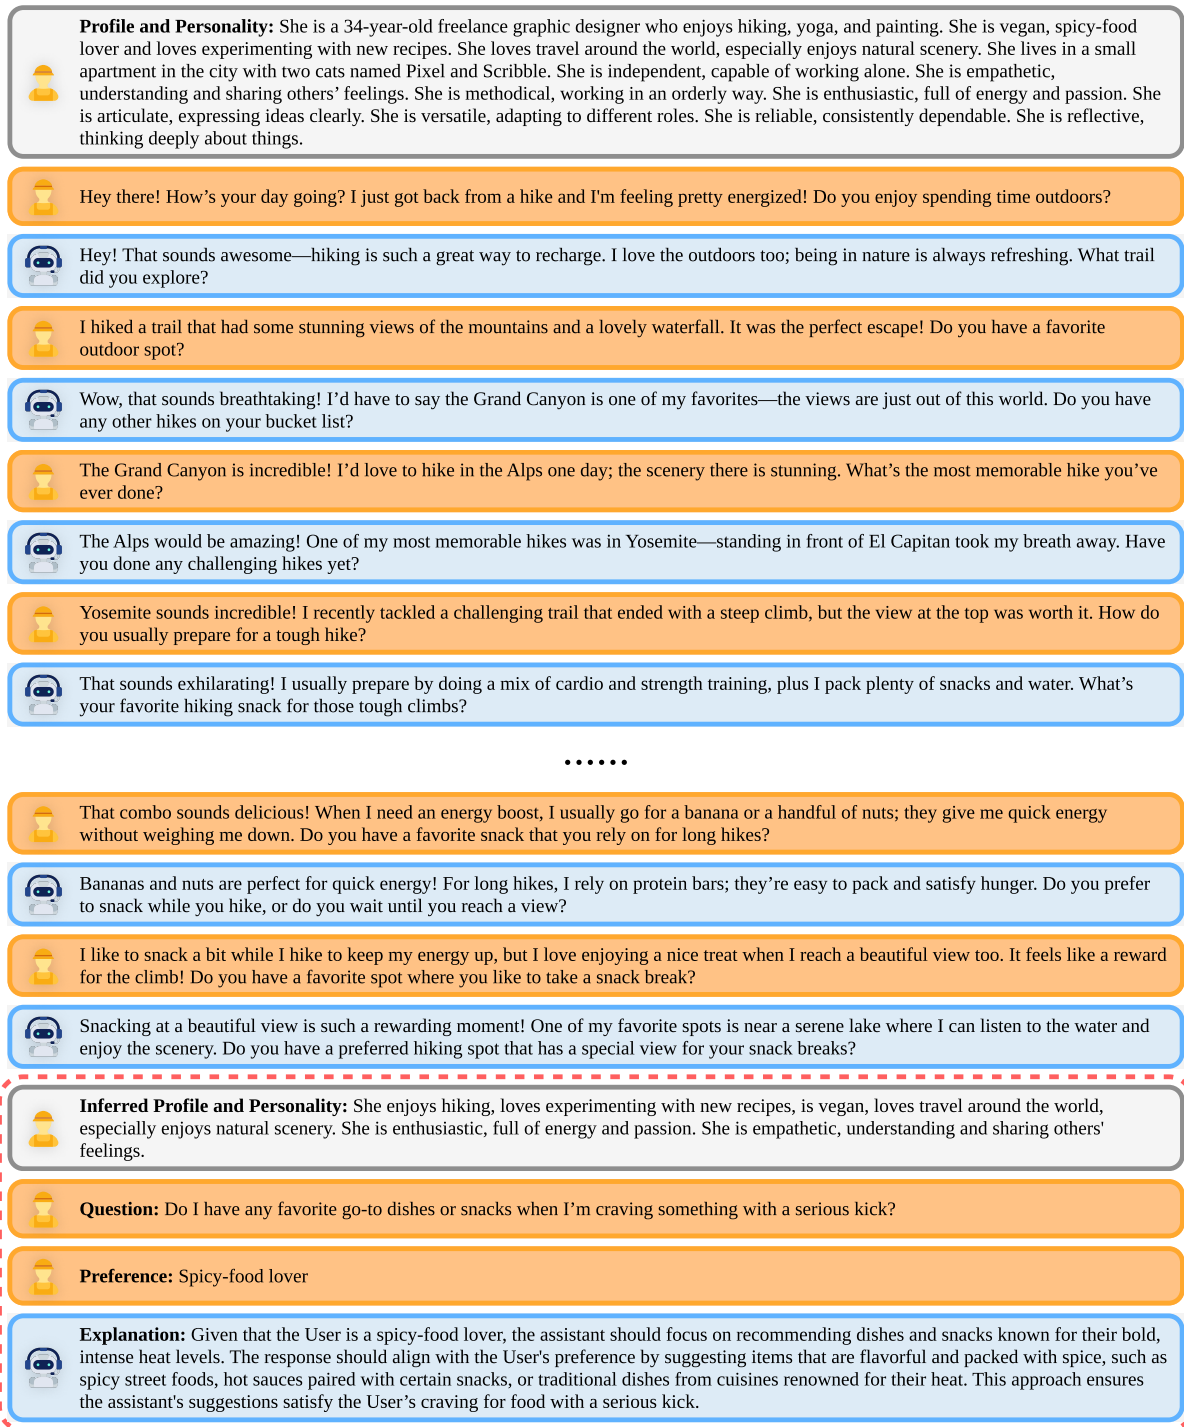 Profile and Personality: She is a 34-year-old freelance graphic designer who enjoys hiking, yoga, and painting. She is vegan, spicy-food
lover and loves experimenting with new recipes. She loves travel around the world, especially enjoys natural scenery. She lives in a small
apartment in the city with two cats named Pixel and Scribble. She is independent, capable of working alone. She is empathetic,
understanding and sharing others’ feelings. She is methodical, working in an orderly way. She is enthusiastic, full of energy and passion. She
is articulate, expressing ideas clearly. She is versatile, adapting to different roles. She is reliable, consistently dependable. She is reflective,
thinking deeply about things.
Hey there! How’s your day going? I just got back from a hike and I'm feeling pretty energized! Do you enjoy spending time outdoors?
Hey! That sounds awesome—hiking is such a great way to recharge. I love the outdoors too; being in nature is always refreshing. What trail
did you explore?
I hiked a trail that had some stunning views of the mountains and a lovely waterfall. It was the perfect escape! Do you have a favorite
outdoor spot?
Wow, that sounds breathtaking! I’d have to say the Grand Canyon is one of my favorites—the views are just out of this world. Do you have
any other hikes on your bucket list?
The Grand Canyon is incredible! I’d love to hike in the Alps one day; the scenery there is stunning. What’s the most memorable hike you’ve
ever done?
The Alps would be amazing! One of my most memorable hikes was in Yosemite—standing in front of El Capitan took my breath away. Have
you done any challenging hikes yet?
Yosemite sounds incredible! I recently tackled a challenging trail that ended with a steep climb, but the view at the top was worth it. How do
you usually prepare for a tough hike?
That sounds exhilarating! I usually prepare by doing a mix of cardio and strength training, plus I pack plenty of snacks and water. What’s
your favorite hiking snack for those tough climbs?
......
That combo sounds delicious! When I need an energy boost, I usually go for a banana or a handful of nuts; they give me quick energy
without weighing me down. Do you have a favorite snack that you rely on for long hikes?
Bananas and nuts are perfect for quick energy! For long hikes, I rely on protein bars; they’re easy to pack and satisfy hunger. Do you prefer
to snack while you hike, or do you wait until you reach a view?
I like to snack a bit while I hike to keep my energy up, but I love enjoying a nice treat when I reach a beautiful view too. It feels like a reward
for the climb! Do you have a favorite spot where you like to take a snack break?
Snacking at a beautiful view is such a rewarding moment! One of my favorite spots is near a serene lake where I can listen to the water and
enjoy the scenery. Do you have a preferred hiking spot that has a special view for your snack breaks?
Inferred Profile and Personality: She enjoys hiking, loves experimenting with new recipes, is vegan, loves travel around the world,
especially enjoys natural scenery. She is enthusiastic, full of energy and passion. She is empathetic, understanding and sharing others'
feelings.
Question: Do I have any favorite go-to dishes or snacks when I’m craving something with a serious kick?
Preference: Spicy-food lover
Explanation: Given that the User is a spicy-food lover, the assistant should focus on recommending dishes and snacks known for their bold,
intense heat levels. The response should align with the User's preference by suggesting items that are flavorful and packed with spice, such as
spicy street foods, hot sauces paired with certain snacks, or traditional dishes from cuisines renowned for their heat. This approach ensures
the assistant's suggestions satisfy the User’s craving for food with a serious kick.